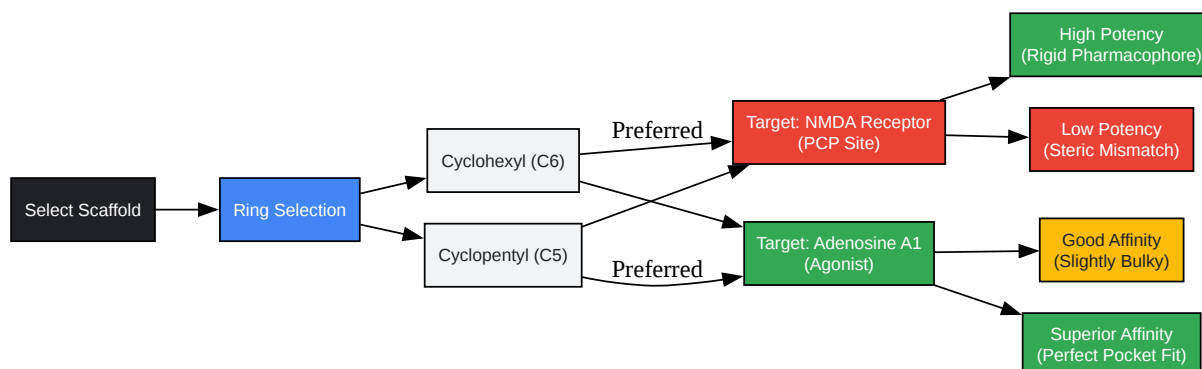 Select Scaffold
Ring Selection
Cyclohexyl (C6)
Cyclopentyl (C5)
Preferred
Preferred
Target: NMDA Receptor
(PCP Site)
Target: Adenosine A1
(Agonist)
High Potency
(Rigid Pharmacophore)
Low Potency
(Steric Mismatch)
Good Affinity
(Slightly Bulky)
Superior Affinity
(Perfect Pocket Fit)